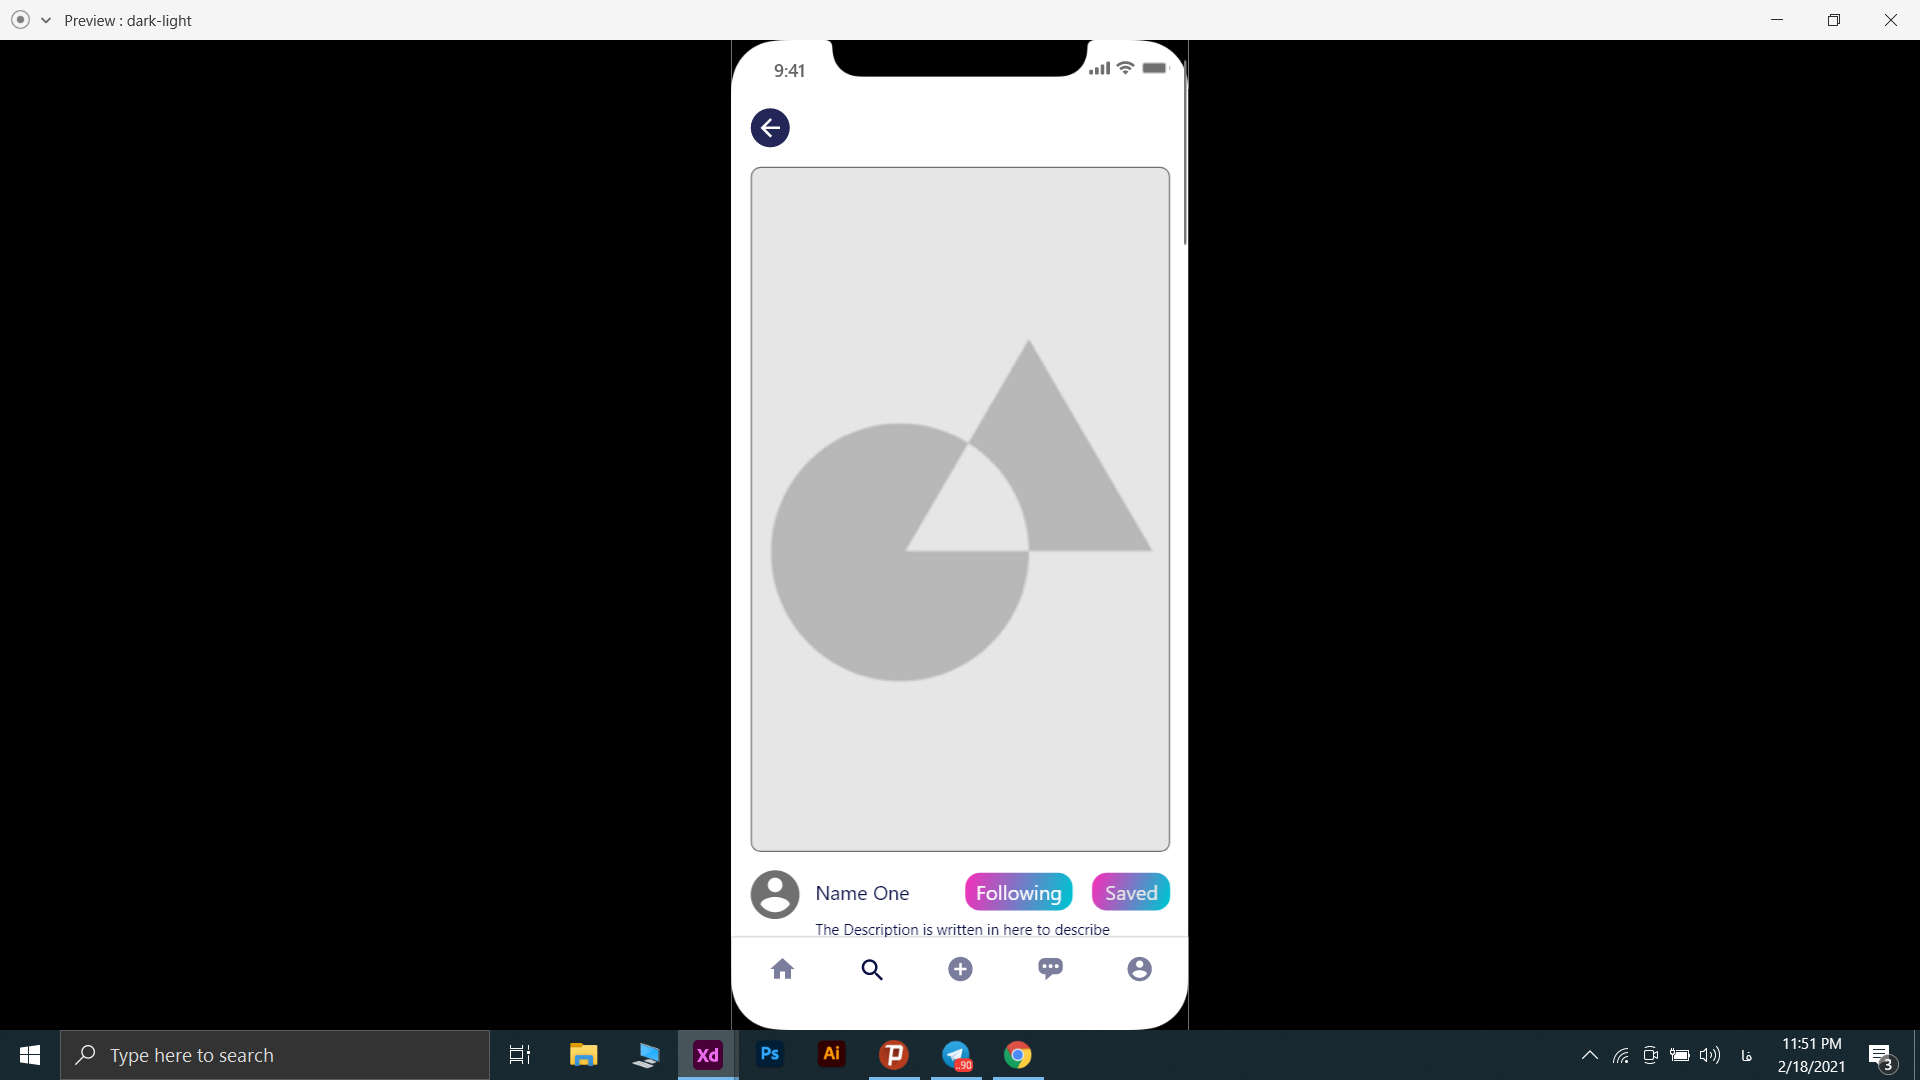 Preview : dark-light
9:41
Name One
Following
Saved
The Description is written in here to describe
Type here to search
Xd
Ps
Ai
..90
فا
11:51 PM
2/18/2021
3